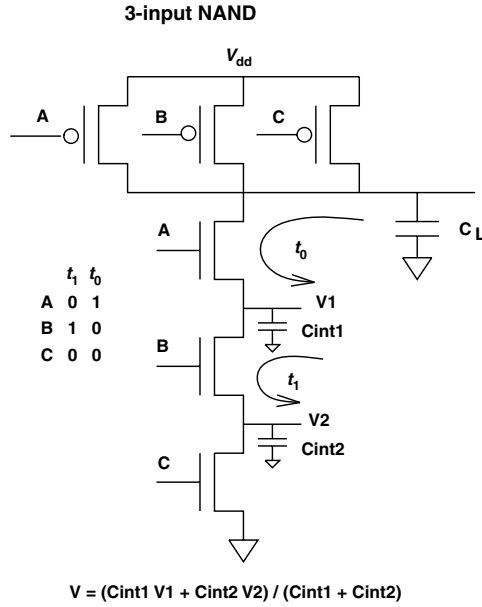 3-input NAND
Vdd
A
B
C
CL
A
t0
t1 t0
A 0 1
B 1 0
C 0 0
V1
Cint1
B
t1
V2
Cint2
C
V = (Cint1 V1 + Cint2 V2) / (Cint1 + Cint2)